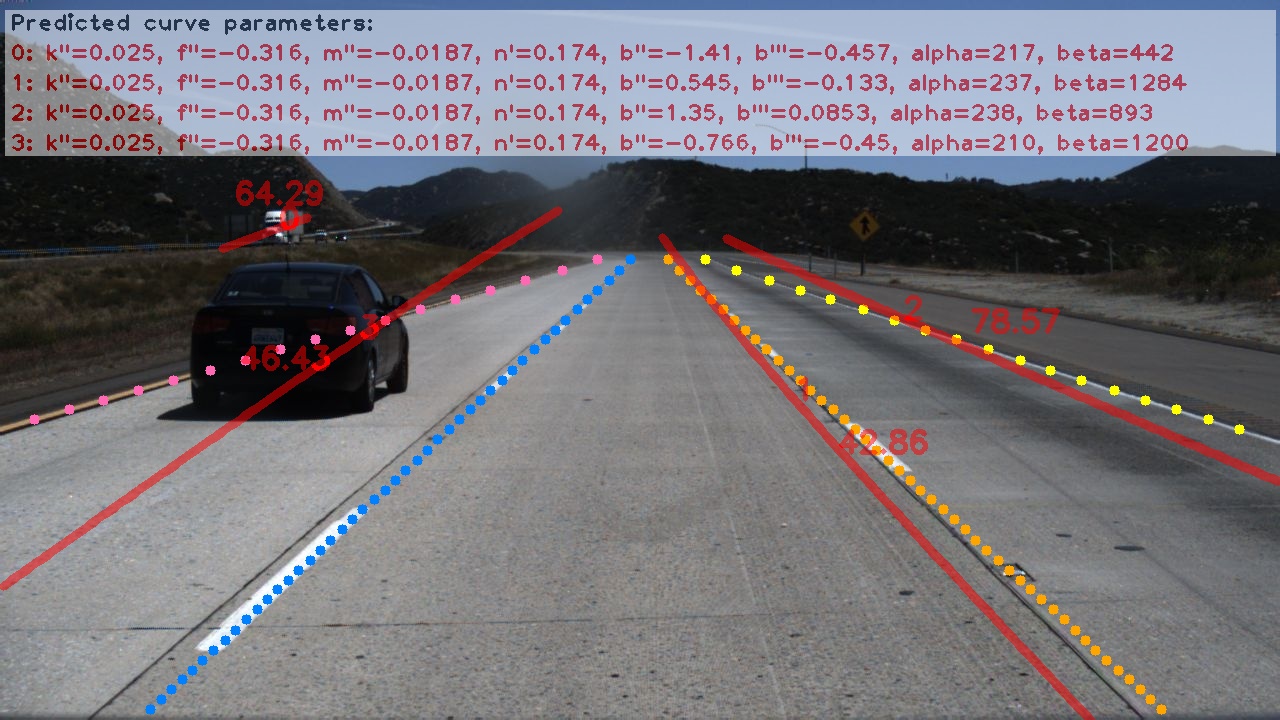 Predicted curve parameters:
0: k''=0.025, f''=-0.316, m''=-0.0187, n'=0.174, b''=-1.41, b'''=-0.457, alpha=217, beta=442
1: k''=0.025, f''=-0.316, m''=-0.0187, n'=0.174, b''=0.545, b'''=-0.133, alpha=237, beta=1284
2: k''=0.025, f''=-0.316, m''=-0.0187, n'=0.174, b''=1.35, b'''=0.0853, alpha=238, beta=893
3: k''=0.025, f''=-0.316, m''=-0.0187, n'=0.174, b''=-0.766, b'''=-0.45, alpha=210, beta=1200
64.29
0
2
78.57
3
46.43
1
42.86